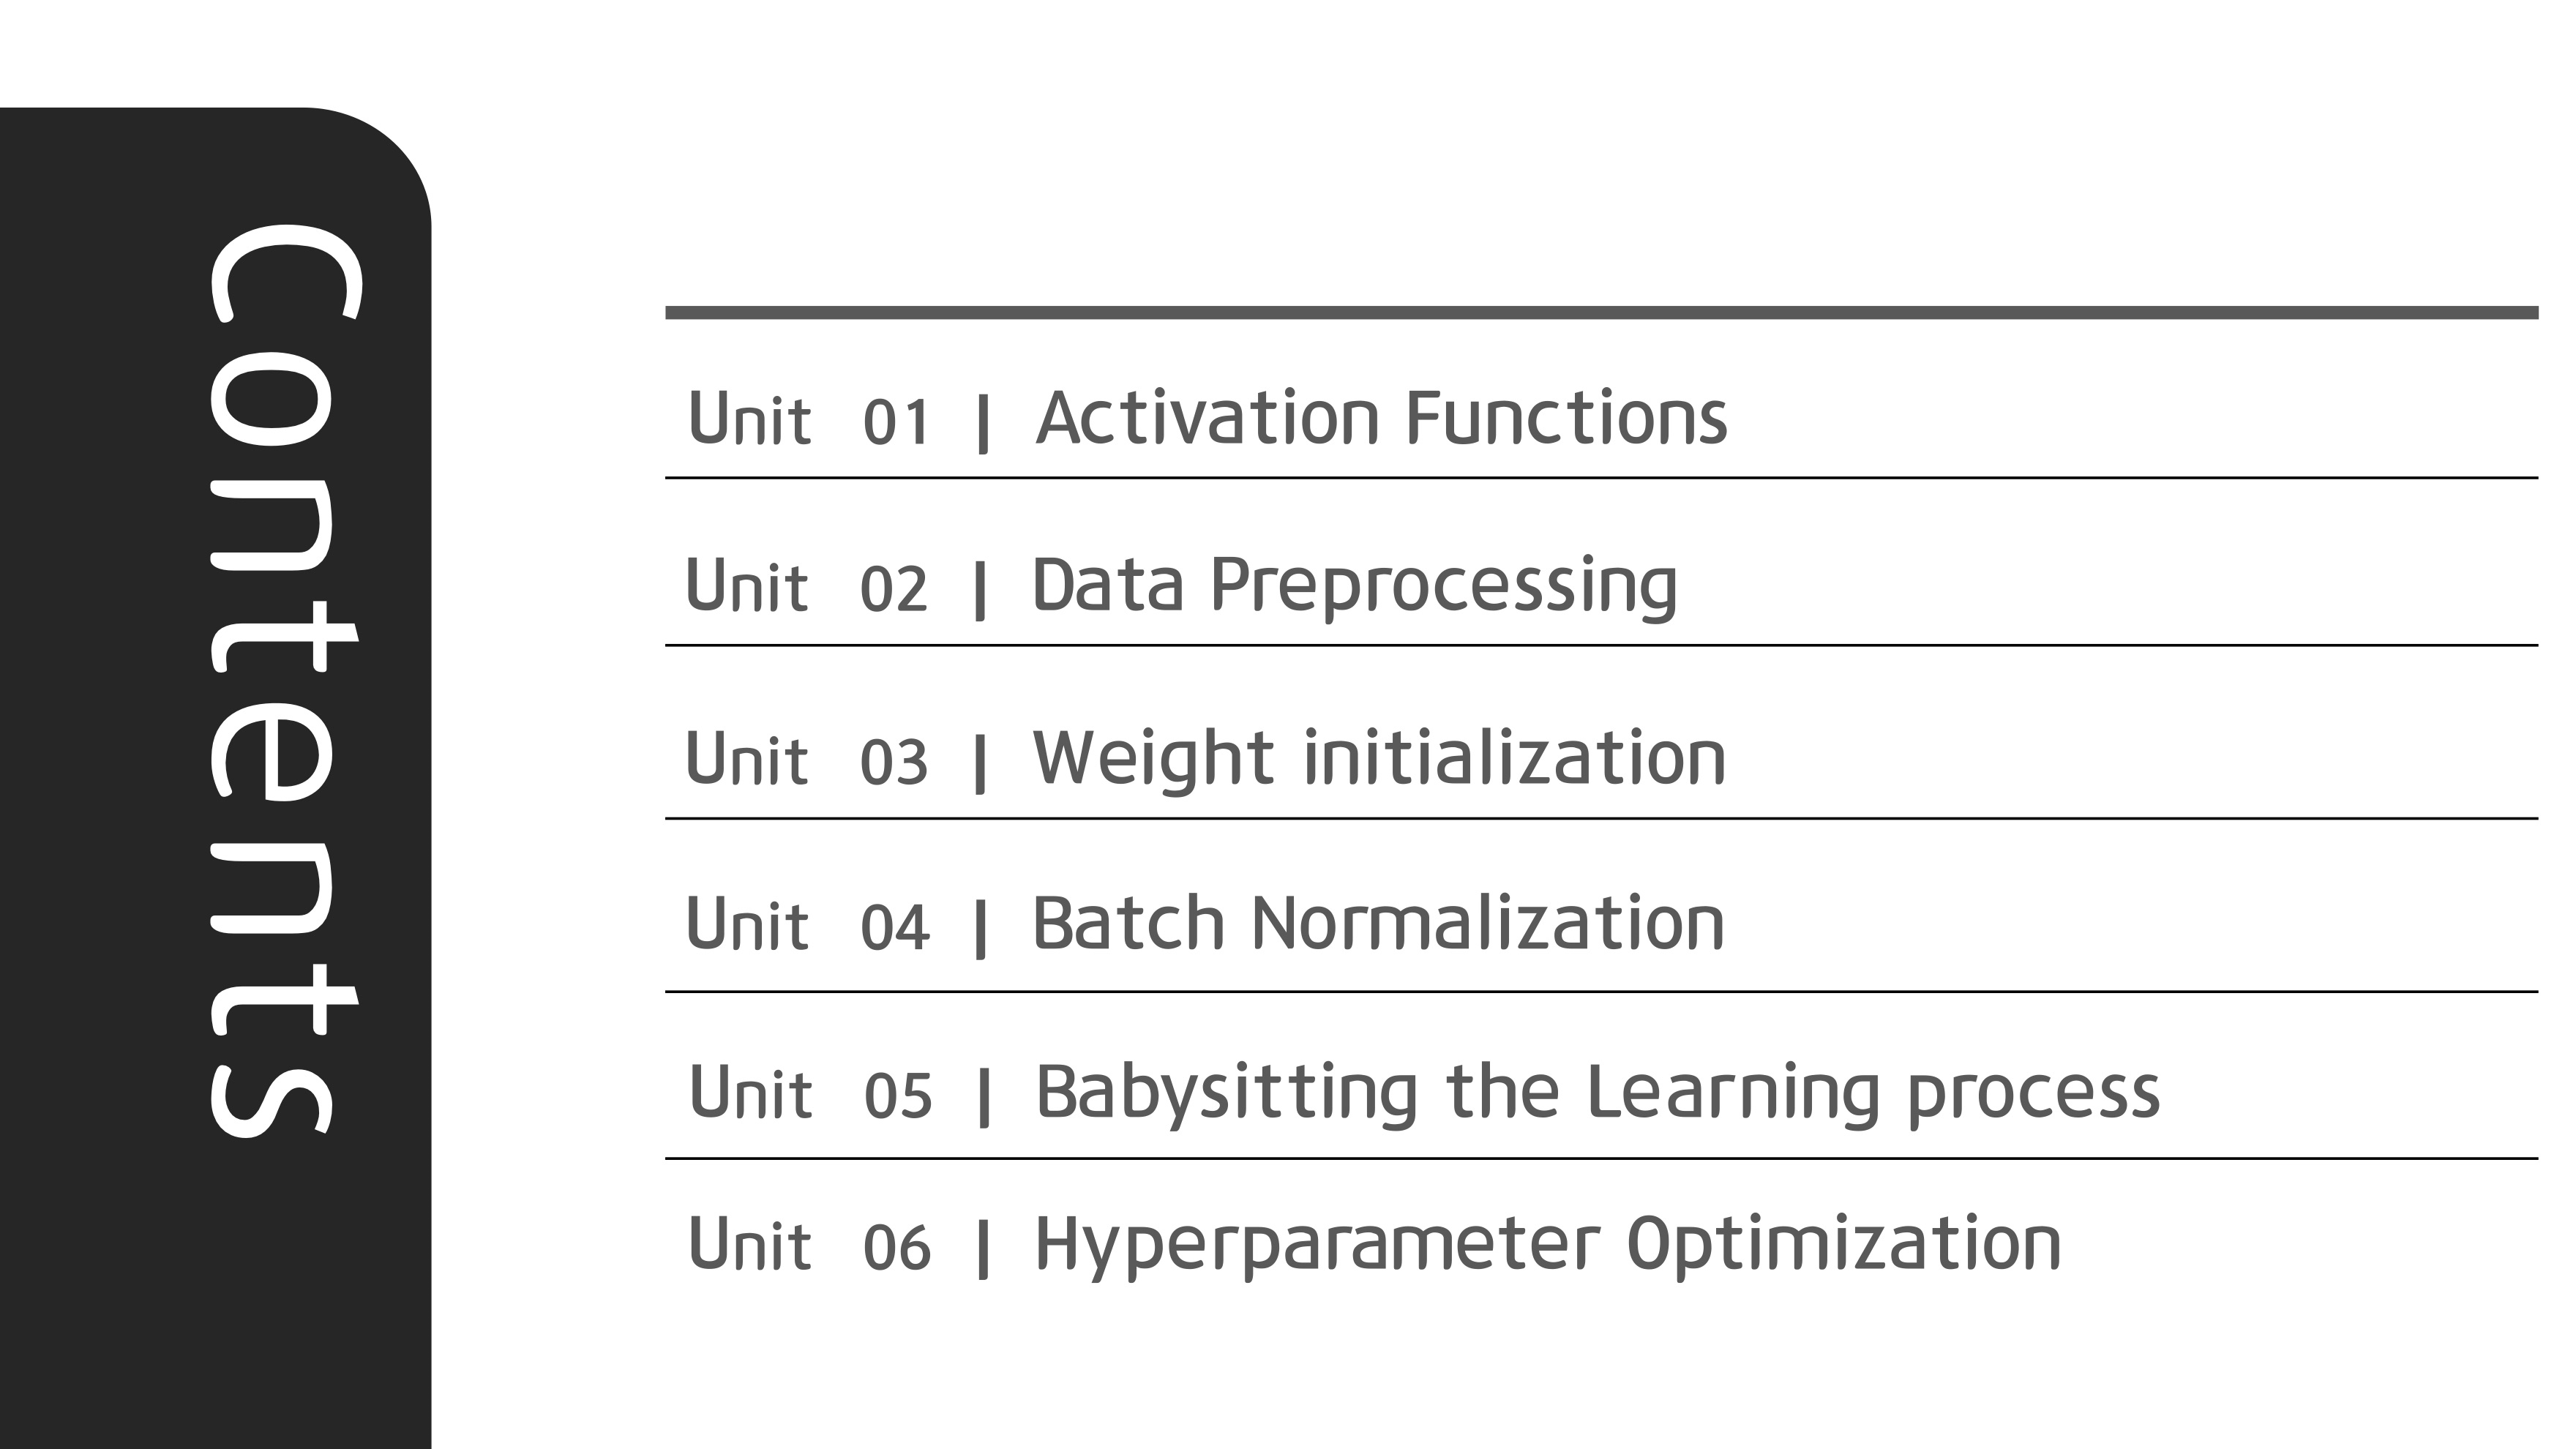 Contents
Unit 01 | Activation Functions
Unit 02 | Data Preprocessing
Unit 03 | Weight initialization
Unit 04 | Batch Normalization
Unit 05 | Babysitting the Learning process
Unit 06 | Hyperparameter Optimization